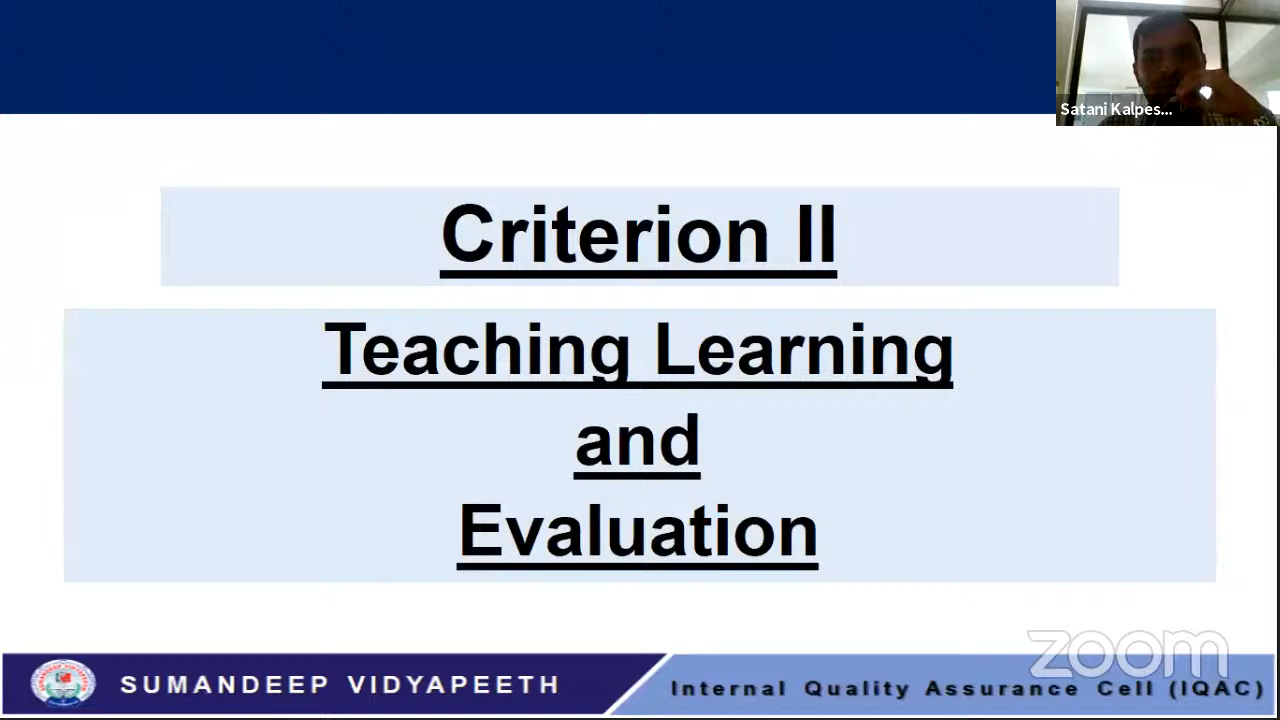 Satani Kalpes...
Criterion II
Teaching Learning
and
Evaluation
zoom
SUMANDEEP VIDYAPEETH
Internal Quality Assurance Cell (IQAC)